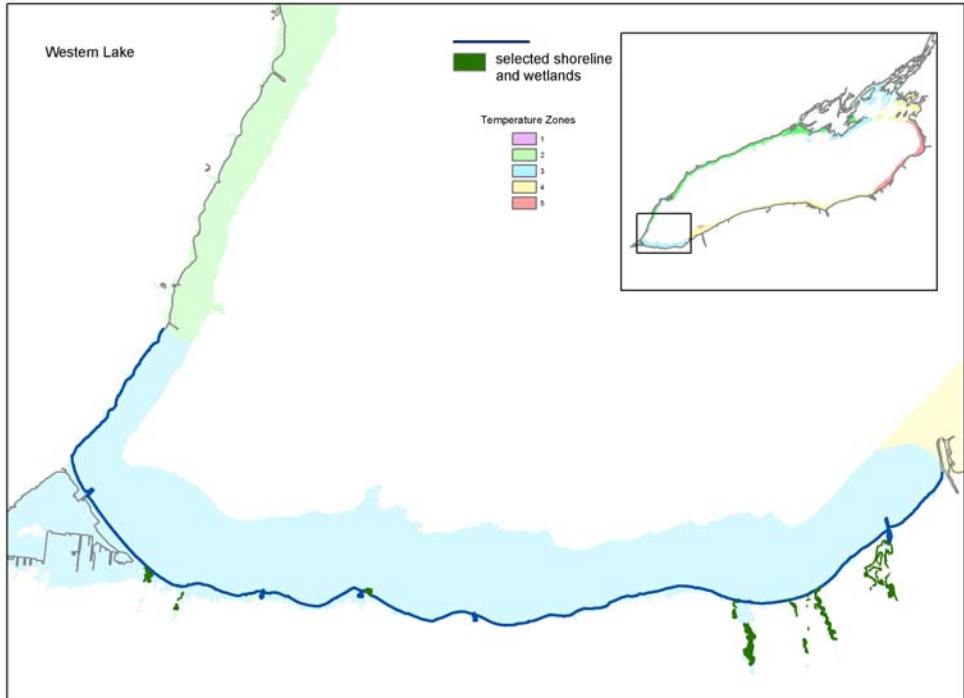 Western Lake
selected shoreline
and wetlands
Temperature Zones
1
2
3
4
5